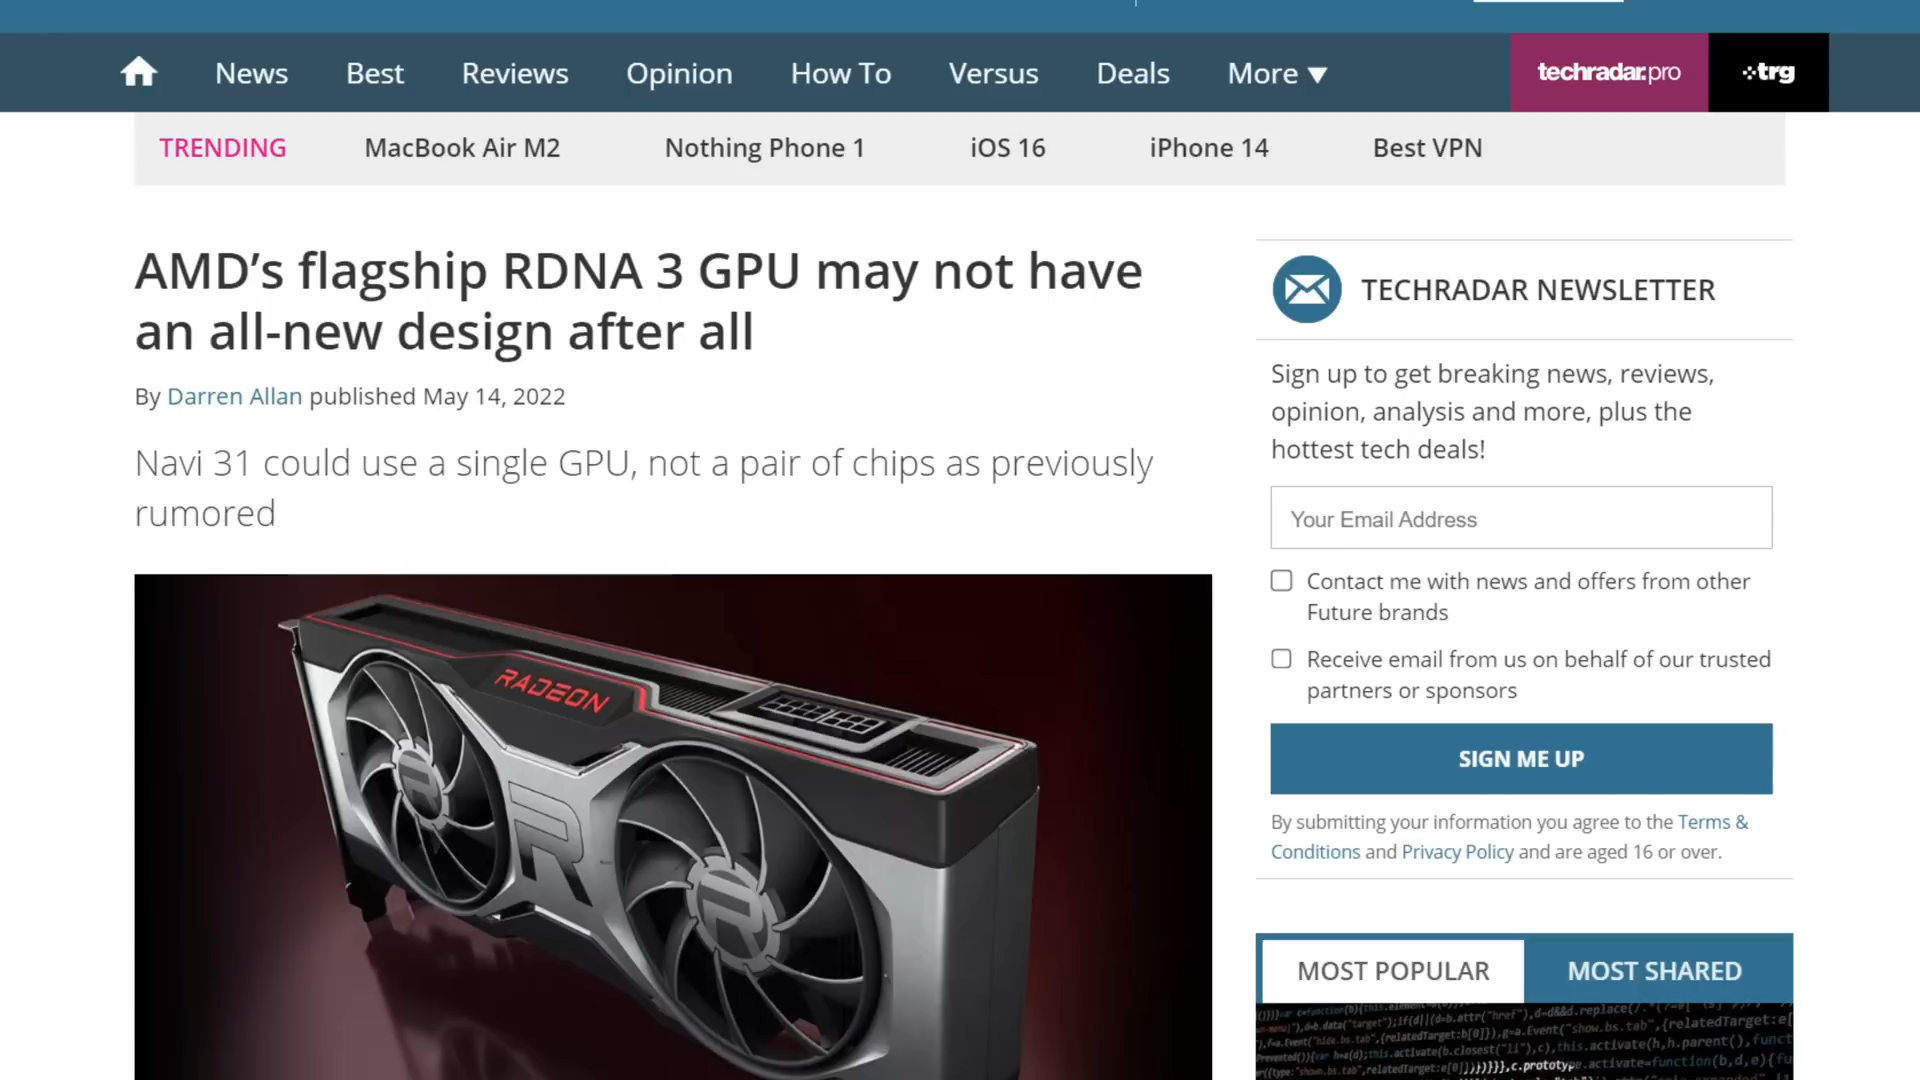 News Best Reviews Opinion How To Versus Deals More ▼ techradar.pro trg
TRENDING MacBook Air M2 Nothing Phone 1 iOS 16 iPhone 14 Best VPN
AMD’s flagship RDNA 3 GPU may not have
an all-new design after all
By Darren Allan published May 14, 2022
Navi 31 could use a single GPU, not a pair of chips as previously
rumored
RADEON
R
R
R
TECHRADAR NEWSLETTER
Sign up to get breaking news, reviews,
opinion, analysis and more, plus the
hottest tech deals!
Your Email Address
Contact me with news and offers from other
Future brands
Receive email from us on behalf of our trusted
partners or sponsors
SIGN ME UP
By submitting your information you agree to the Terms &
Conditions and Privacy Policy and are aged 16 or over.
MOST POPULAR MOST SHARED